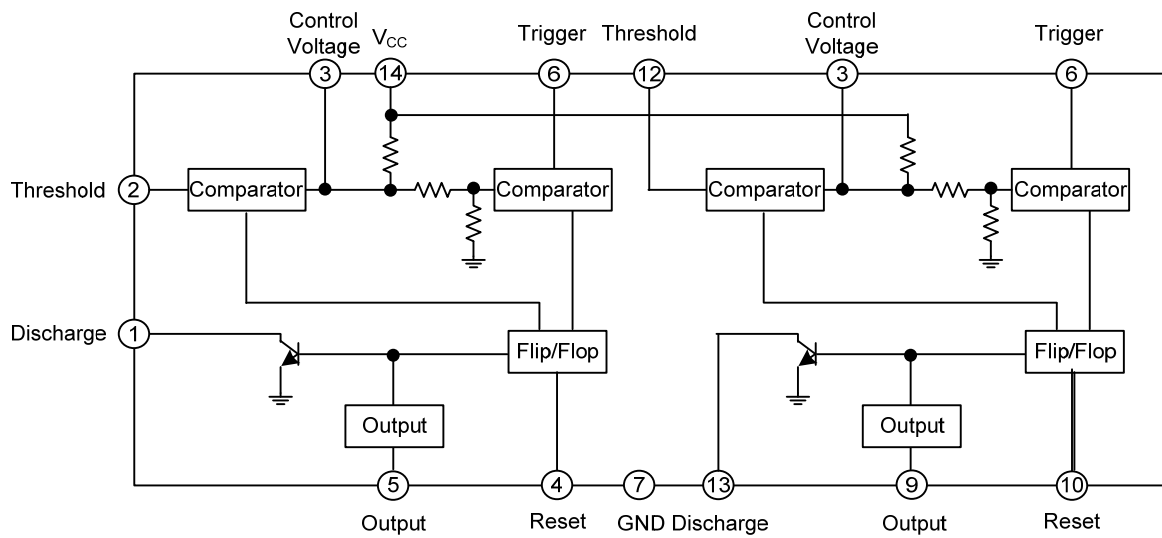 Control
Voltage
VCC
Trigger
Threshold
Control
Voltage
Trigger
3
14
6
12
3
6
Threshold
2
Comparator
Comparator
Comparator
Comparator
Discharge
1
Flip/Flop
Flip/Flop
Output
Output
5
4
7
13
9
10
Output
Reset
GND
Discharge
Output
Reset